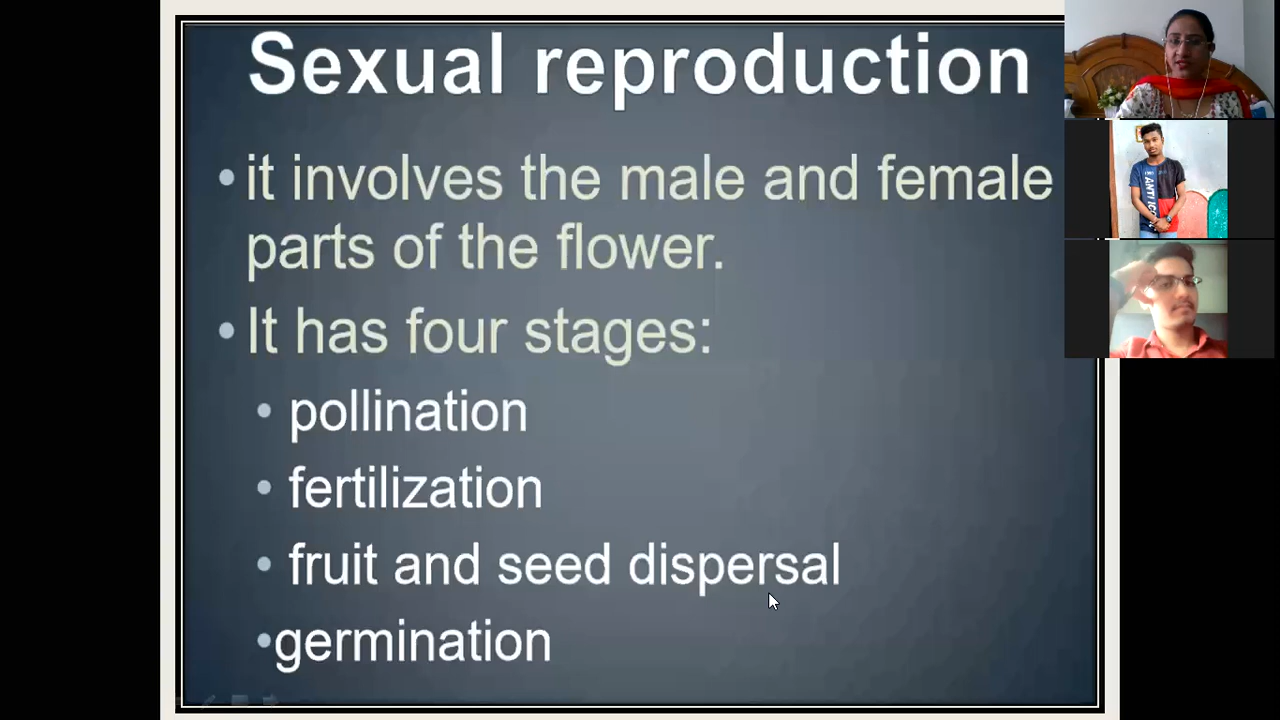 Sexual reproduction
• it involves the male and female
parts of the flower.
• It has four stages:
• pollination
• fertilization
• fruit and seed dispersal
•germination